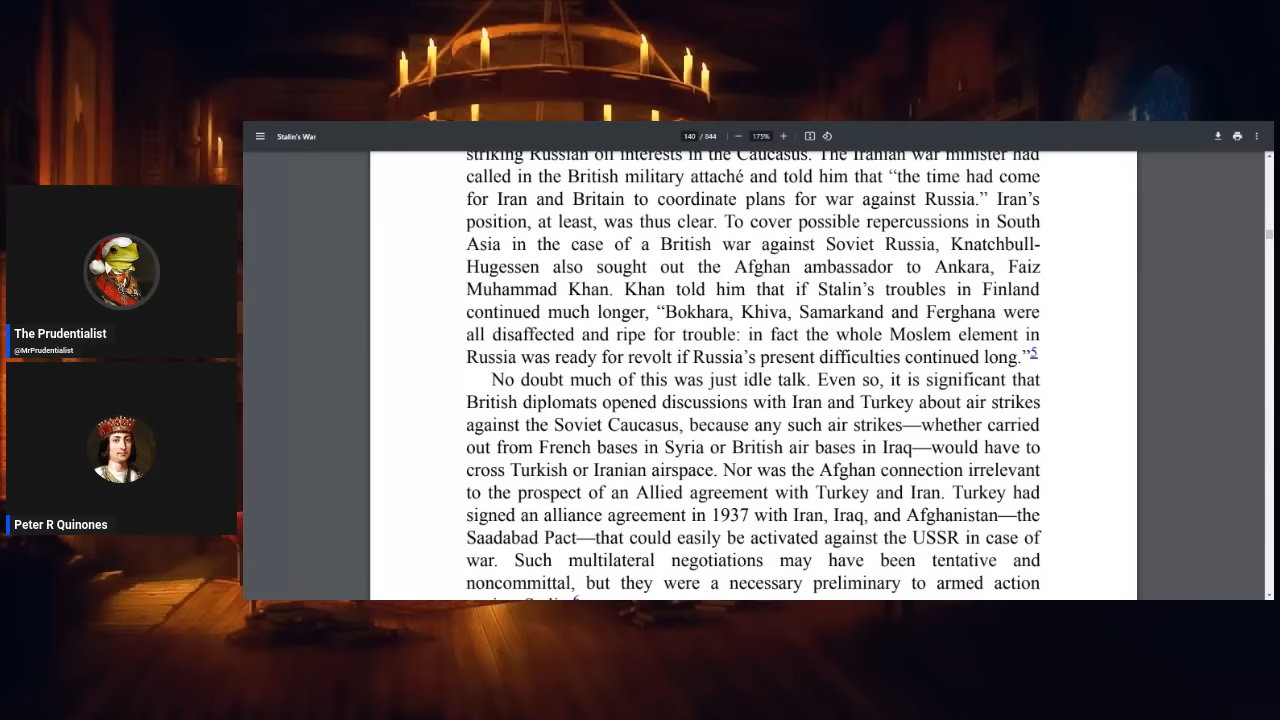 Stalin's War
140 / 844
175%
striking Russian oil interests in the Caucasus. The Iranian war minister had
called in the British military attaché and told him that “the time had come
for Iran and Britain to coordinate plans for war against Russia.” Iran’s
position, at least, was thus clear. To cover possible repercussions in South
Asia in the case of a British war against Soviet Russia, Knatchbull-
Hugessen also sought out the Afghan ambassador to Ankara, Faiz
Muhammad Khan. Khan told him that if Stalin’s troubles in Finland
continued much longer, “Bokhara, Khiva, Samarkand and Ferghana were
all disaffected and ripe for trouble: in fact the whole Moslem element in
Russia was ready for revolt if Russia’s present difficulties continued long.”5
No doubt much of this was just idle talk. Even so, it is significant that
British diplomats opened discussions with Iran and Turkey about air strikes
against the Soviet Caucasus, because any such air strikes—whether carried
out from French bases in Syria or British air bases in Iraq—would have to
cross Turkish or Iranian airspace. Nor was the Afghan connection irrelevant
to the prospect of an Allied agreement with Turkey and Iran. Turkey had
signed an alliance agreement in 1937 with Iran, Iraq, and Afghanistan—the
Saadabad Pact—that could easily be activated against the USSR in case of
war. Such multilateral negotiations may have been tentative and
noncommittal, but they were a necessary preliminary to armed action
The Prudentialist
@MrPrudentialist
Peter R Quinones